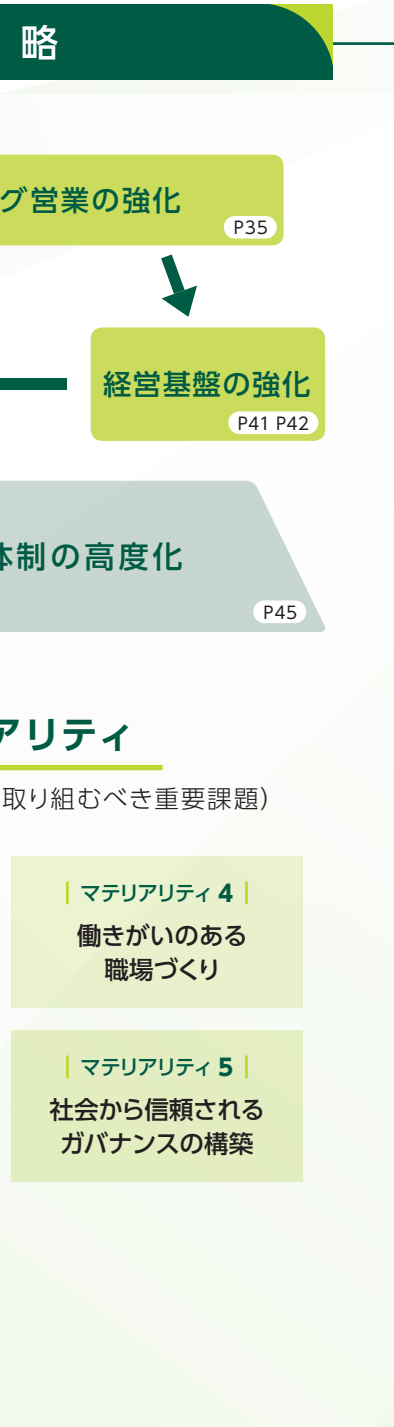 略
グ営業の強化
P35
経営基盤の強化
P41 P42
体制の高度化
P45
アリティ
取り組むべき重要課題)
マテリアリティ 4
働きがいのある
職場づくり
マテリアリティ 5
社会から信頼される
ガバナンスの構築